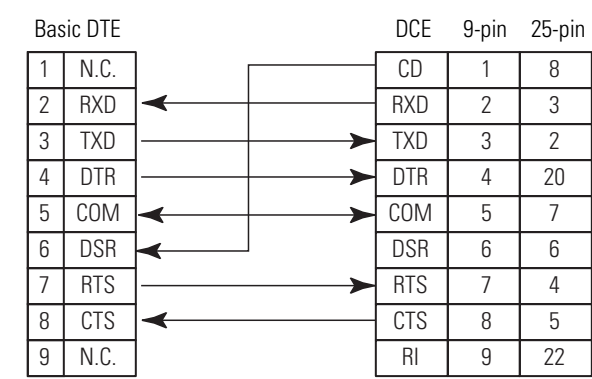 Basic DTE DCE 9-pin 25-pin
1 N.C. CD 1 8
2 RXD RXD 2 3
3 TXD TXD 3 2
4 DTR DTR 4 20
5 COM COM 5 7
6 DSR DSR 6 6
7 RTS RTS 7 4
8 CTS CTS 8 5
9 N.C. RI 9 22